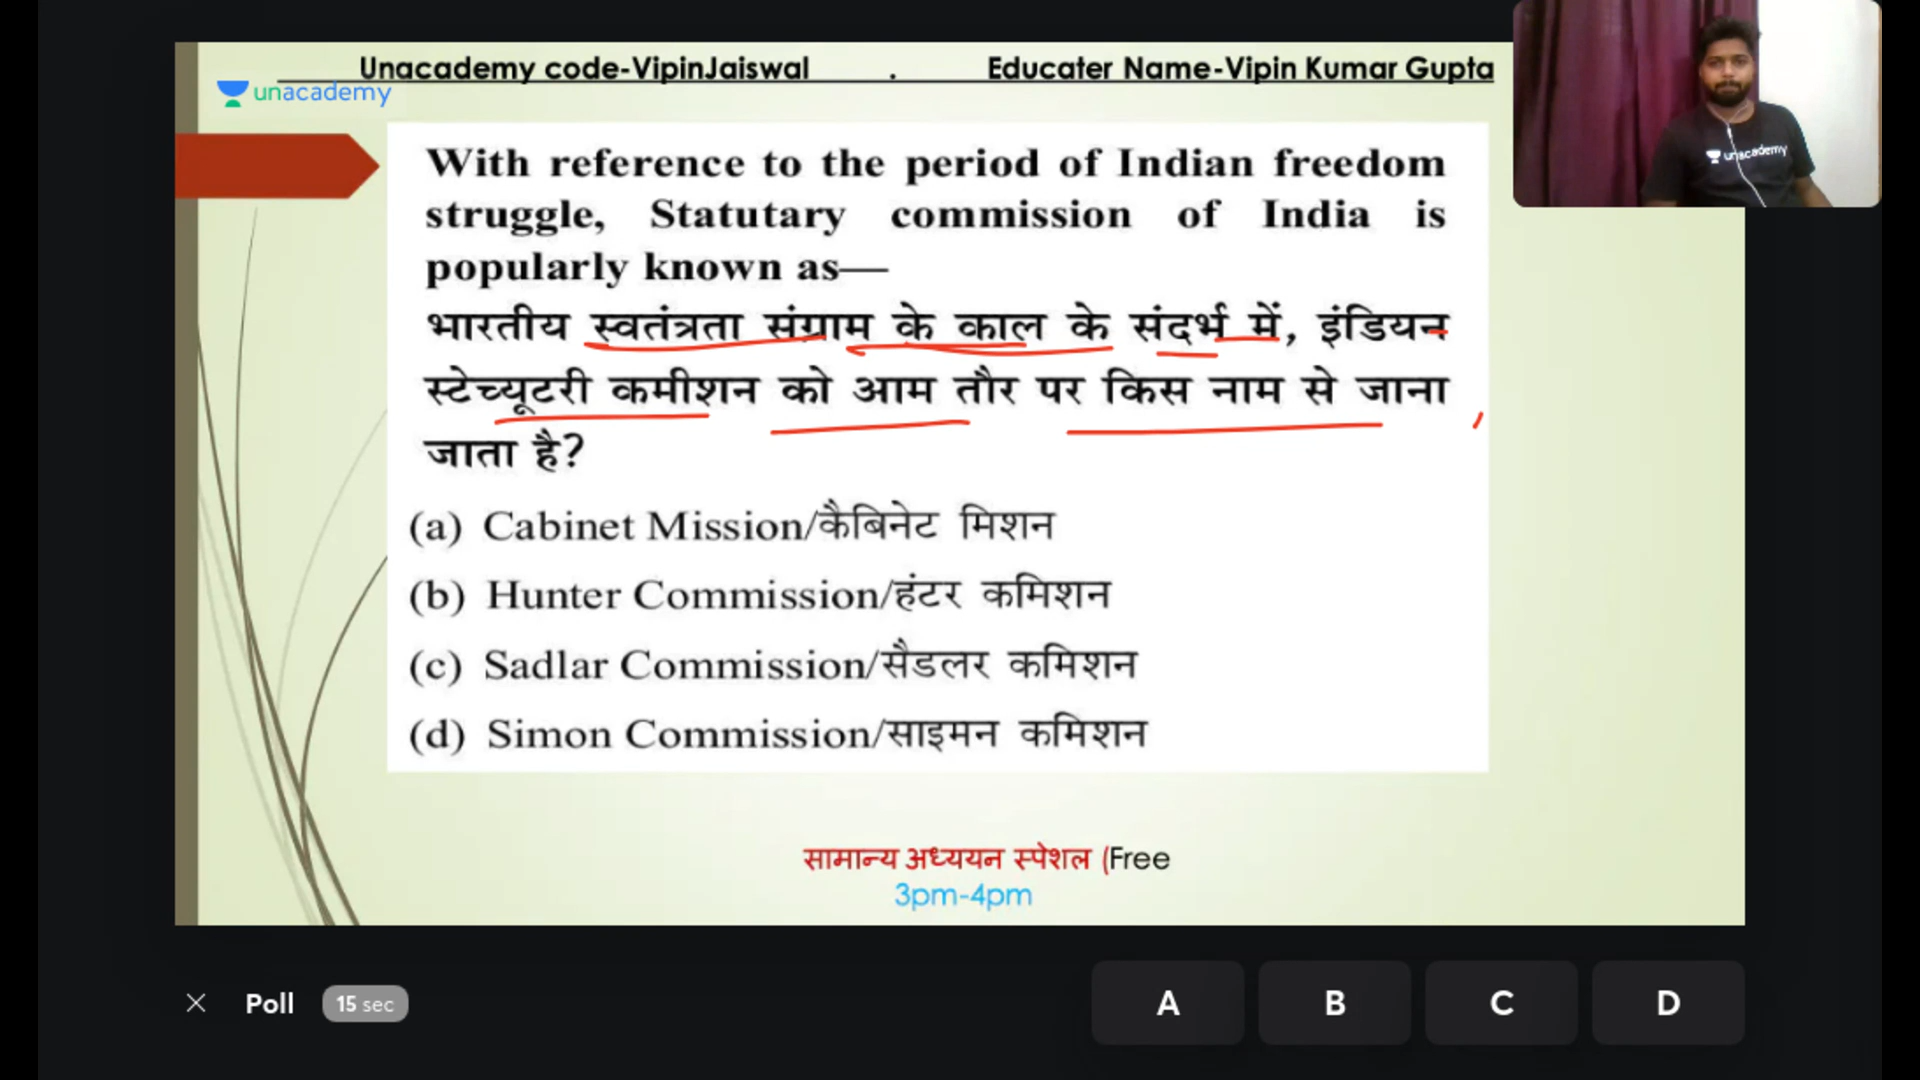 Unacademy code-VipinJaiswal . Educater Name-Vipin Kumar Gupta
unacademy
unacademy
With reference to the period of Indian freedom
struggle, Statutary commission of India is
popularly known as—
भारतीय स्वतंत्रता संग्राम के काल के संदर्भ में, इंडियन
स्टेच्यूटरी कमीशन को आम तौर पर किस नाम से जाना
जाता है?
(a) Cabinet Mission/कैबिनेट मिशन
(b) Hunter Commission/हंटर कमिशन
(c) Sadlar Commission/सैडलर कमिशन
(d) Simon Commission/साइमन कमिशन
सामान्य अध्ययन स्पेशल (Free
3pm-4pm
Poll 15 sec A B C D